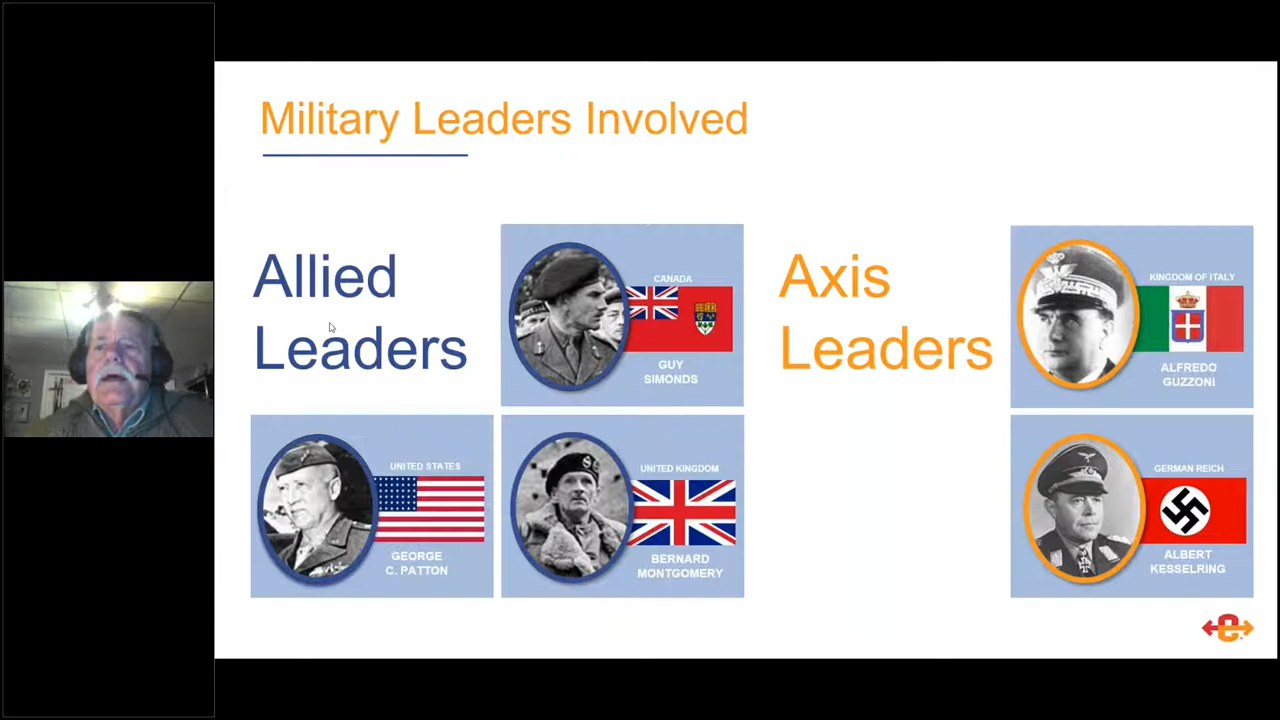 Military Leaders Involved
Allied
Leaders
CANADA
GUY
SIMONDS
UNITED STATES
GEORGE
C. PATTON
UNITED KINGDOM
BERNARD
MONTGOMERY
Axis
Leaders
KINGDOM OF ITALY
ALFREDO
GUZZONI
GERMAN REICH
ALBERT
KESSELRING
e